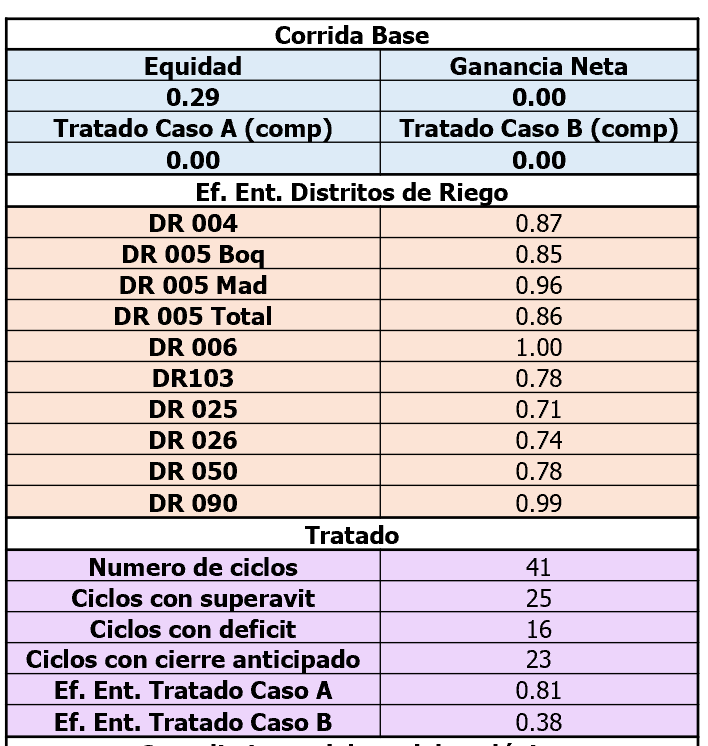 Corrida Base
Equidad Ganancia Neta
0.29 0.00
Tratado Caso A (comp) Tratado Caso B (comp)
0.00 0.00
Ef. Ent. Distritos de Riego
DR 004 0.87
DR 005 Boq 0.85
DR 005 Mad 0.96
DR 005 Total 0.86
DR 006 1.00
DR103 0.78
DR 025 0.71
DR 026 0.74
DR 050 0.78
DR 090 0.99
Tratado
Numero de ciclos 41
Ciclos con superavit 25
Ciclos con deficit 16
Ciclos con cierre anticipado 23
Ef. Ent. Tratado Caso A 0.81
Ef. Ent. Tratado Caso B 0.38